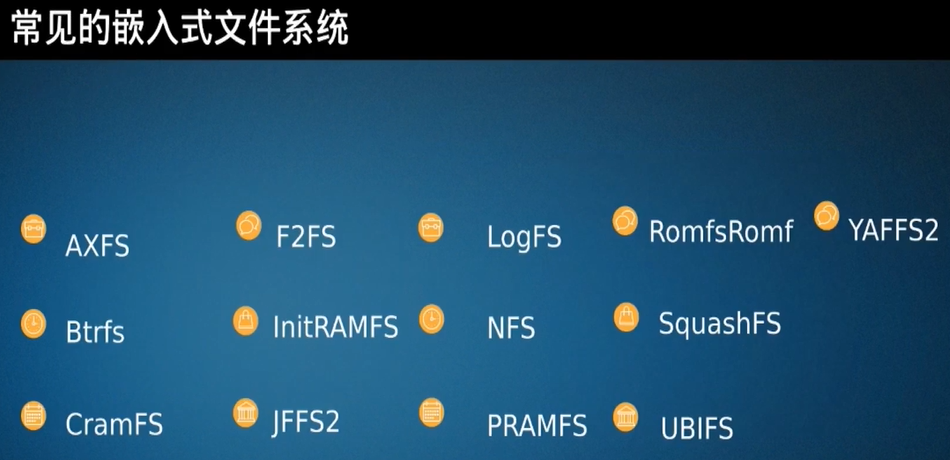 常见的嵌入式文件系统
AXFS F2FS LogFS RomfsRomf YAFFS2
Btrfs InitRAMFS NFS SquashFS
CramFS JFFS2 PRAMFS UBIFS